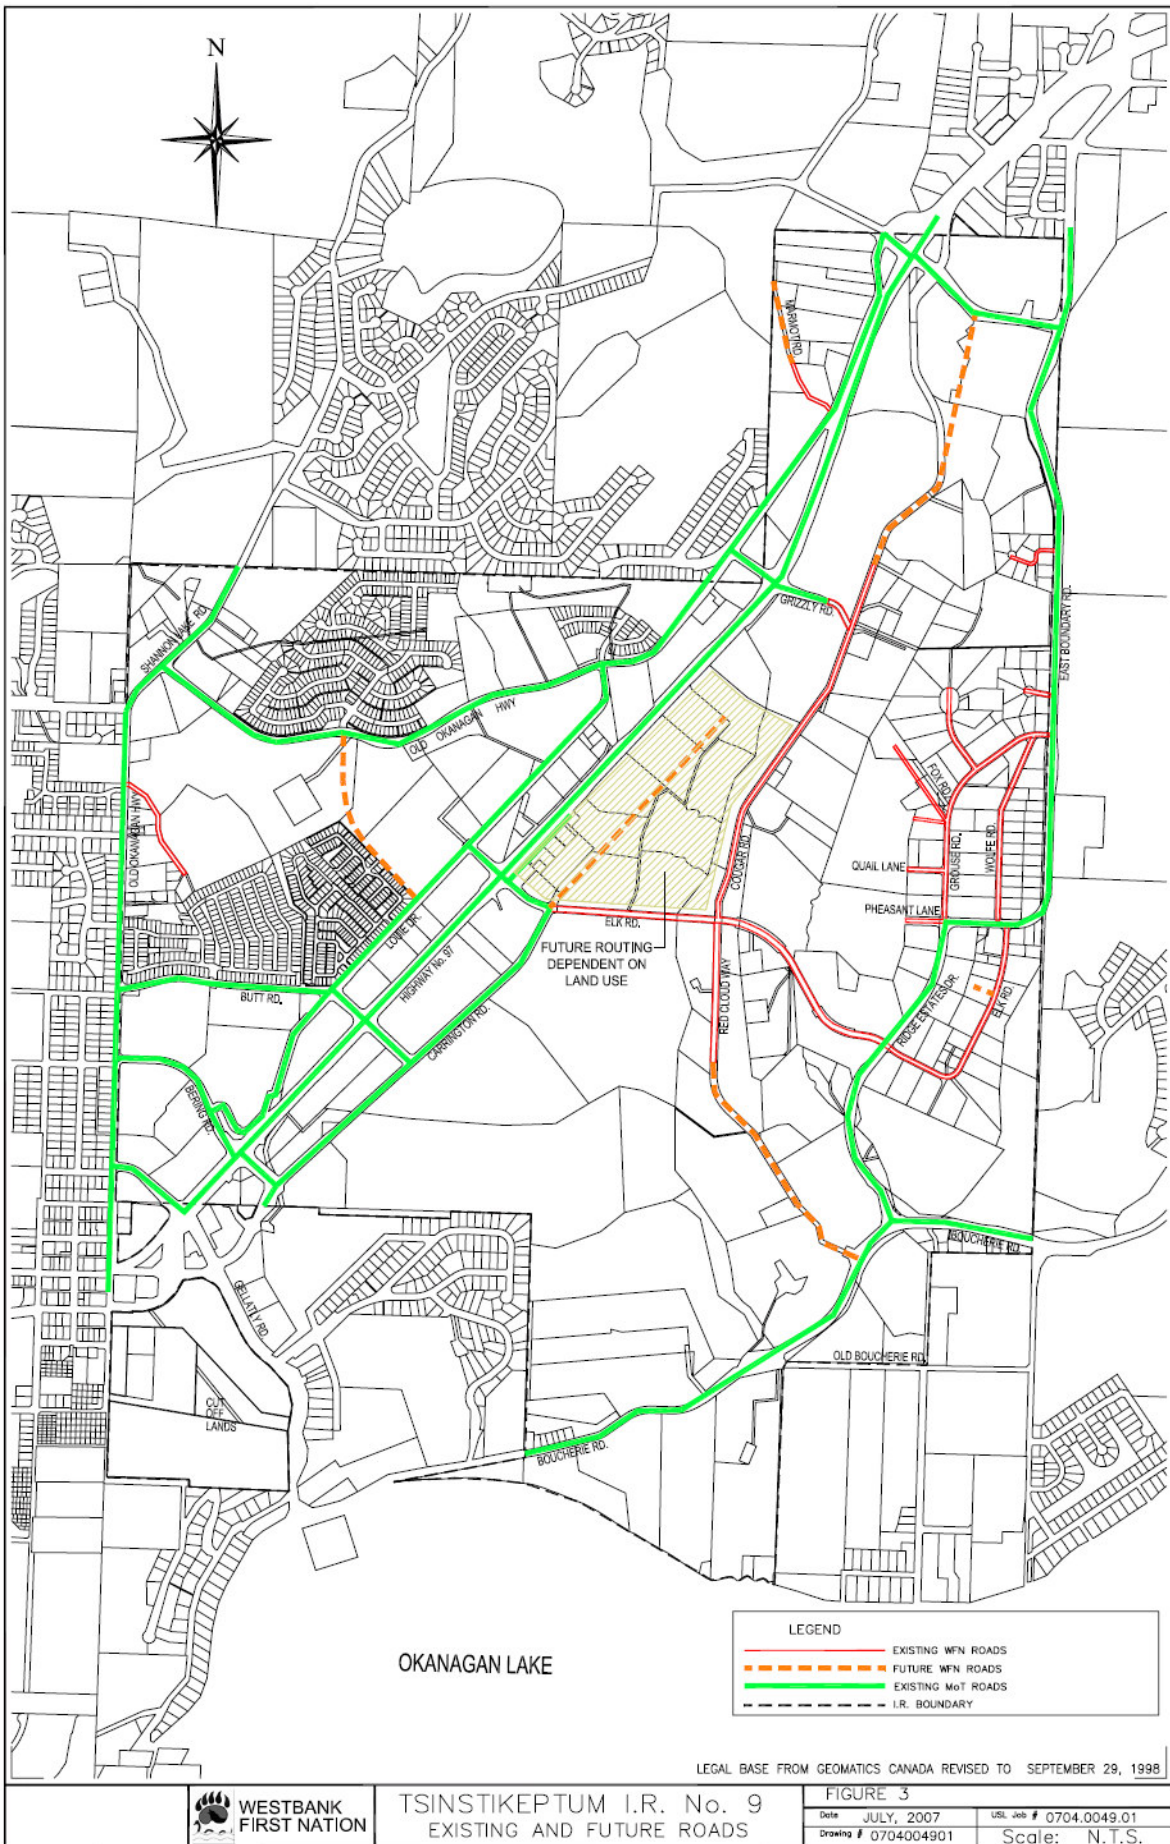 N
MARMOT RD.
GRIZZLY RD.
EAST BOUNDARY RD.
SHANNON LAKE RD.
OLD OKANAGAN HWY
OLD OKANAGAN HWY
FOX RD.
COUGAR RD.
GROUSE RD.
WOLFE RD.
QUAIL LANE
PHEASANT LANE
ELK RD.
LOUIE DR.
FUTURE ROUTING
DEPENDENT ON
LAND USE
HIGHWAY No. 97
BUTT RD.
RED CLOUD WAY
RIDGE ESTATES DR.
ELK RD.
CARRINGTON RD.
BERING RD.
BOUCHERIE RD.
GELLATLY RD.
OLD BOUCHERIE RD.
CUT
OFF
LANDS
BOUCHERIE RD.
OKANAGAN LAKE
LEGEND
EXISTING WFN ROADS
FUTURE WFN ROADS
EXISTING MoT ROADS
I.R. BOUNDARY
LEGAL BASE FROM GEOMATICS CANADA REVISED TO SEPTEMBER 29, 1998
WESTBANK
FIRST NATION
TSINSTIKEPTUM I.R. No. 9
EXISTING AND FUTURE ROADS
FIGURE 3
Date JULY, 2007
USL Job # 0704.0049.01
Drawing # 0704004901
Scale: N.T.S.